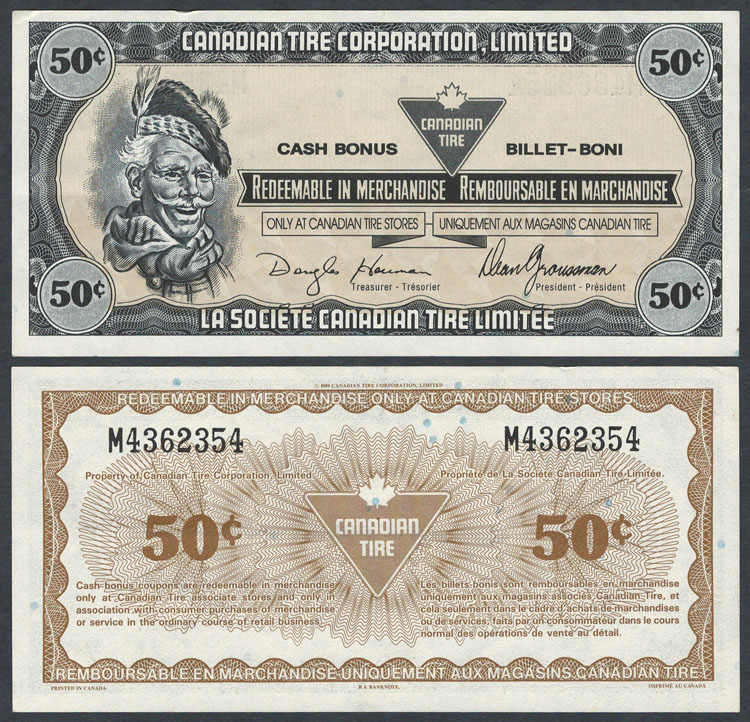 CANADIAN TIRE CORPORATION, LIMITED
50¢ 50¢
CANADIAN
TIRE
CASH BONUS BILLET-BONI
REDEEMABLE IN MERCHANDISE REMBOURSABLE EN MARCHANDISE
ONLY AT CANADIAN TIRE STORES UNIQUEMENT AUX MAGASINS CANADIAN TIRE
Treasurer - Trésorier President - Président
50¢ 50¢
LA SOCIÉTÉ CANADIAN TIRE LIMITÉE
© 1989 CANADIAN TIRE CORPORATION, LIMITED
REDEEMABLE IN MERCHANDISE ONLY AT CANADIAN TIRE STORES
M4362354 M4362354
Property of Canadian Tire Corporation, Limited. Propriété de La Société Canadian Tire Limitée.
50¢ 50¢
CANADIAN
TIRE
Cash bonus coupons are redeemable in merchandise
only at Canadian Tire associate stores and only in
association with consumer purchases of merchandise
or service in the ordinary course of retail business.
Les billets bonis sont remboursables en marchandise
uniquement aux magasins associés Canadian Tire, et
cela seulement dans le cadre d'achats de marchandises
ou de services, faits par un consommateur dans le cours
normal des opérations de vente au détail.
REMBOURSABLE EN MARCHANDISE UNIQUEMENT AUX MAGASINS CANADIAN TIRE
PRINTED IN CANADA B A BANKNOTE. IMPRIMÉ AU CANADA